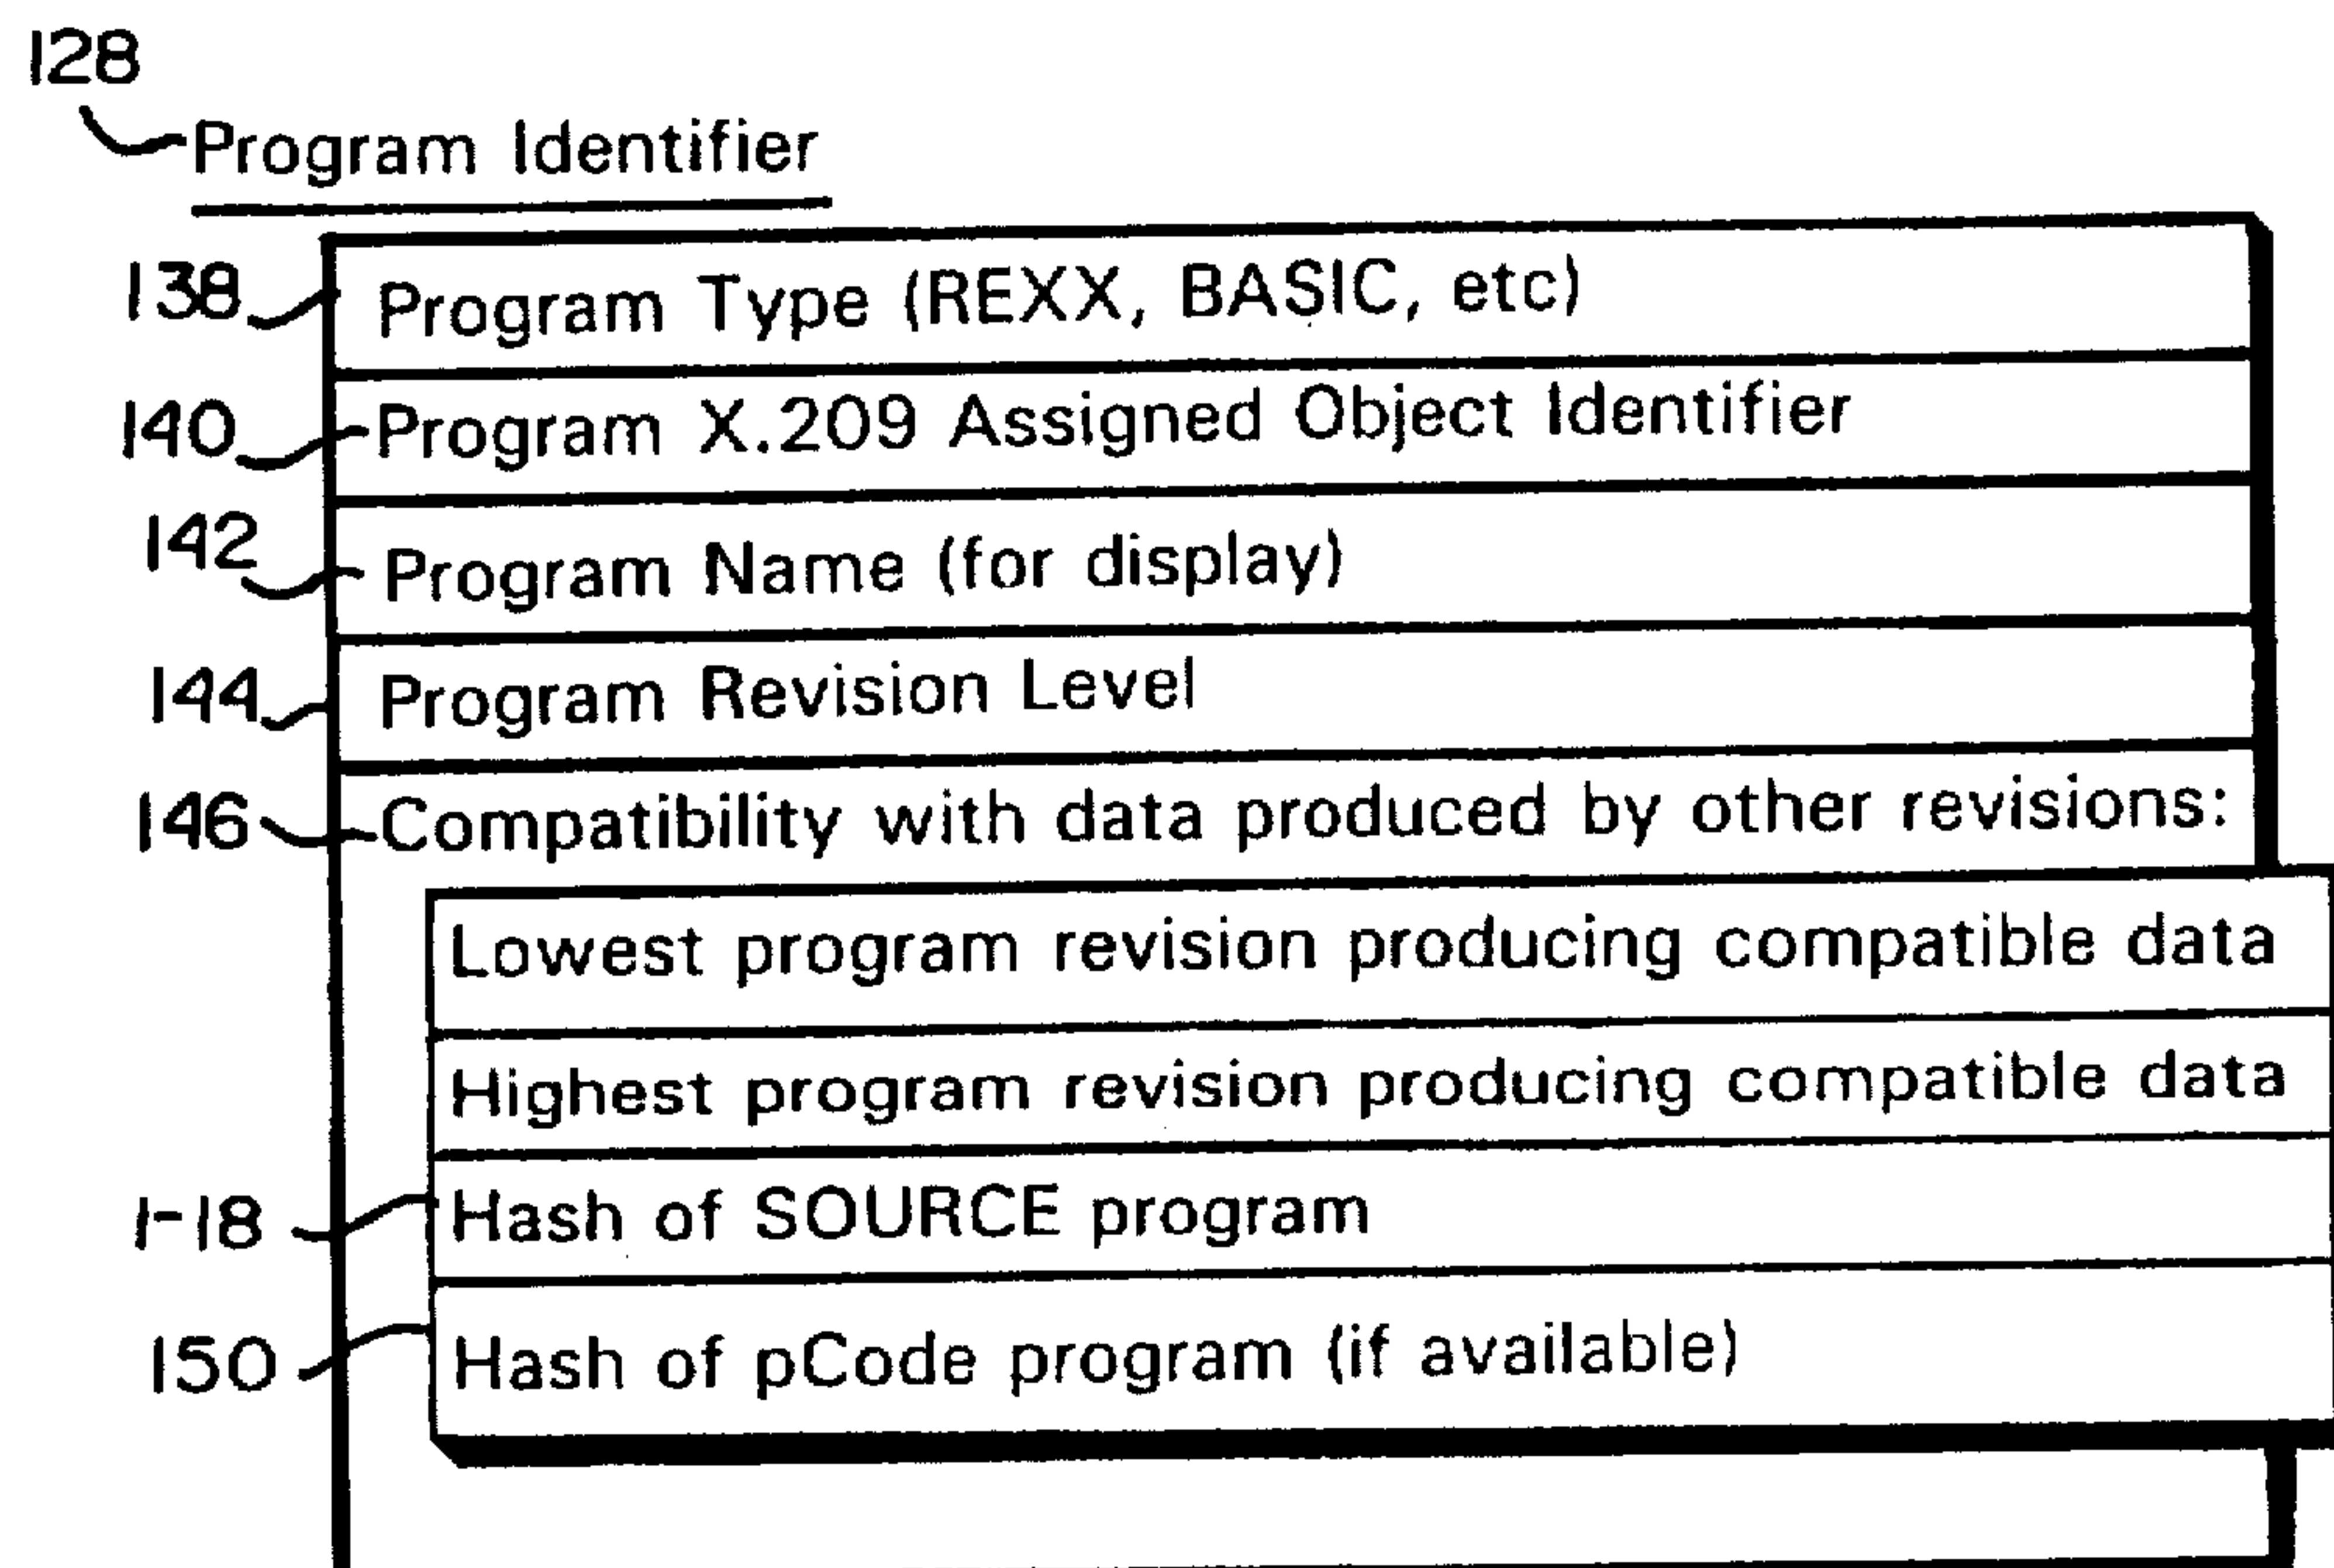 128
Program Identifier
138 Program Type (REXX, BASIC, etc)
140 Program X.209 Assigned Object Identifier
142 Program Name (for display)
144 Program Revision Level
146 Compatibility with data produced by other revisions:
Lowest program revision producing compatible data
Highest program revision producing compatible data
1-18 Hash of SOURCE program
150 Hash of pCode program (if available)